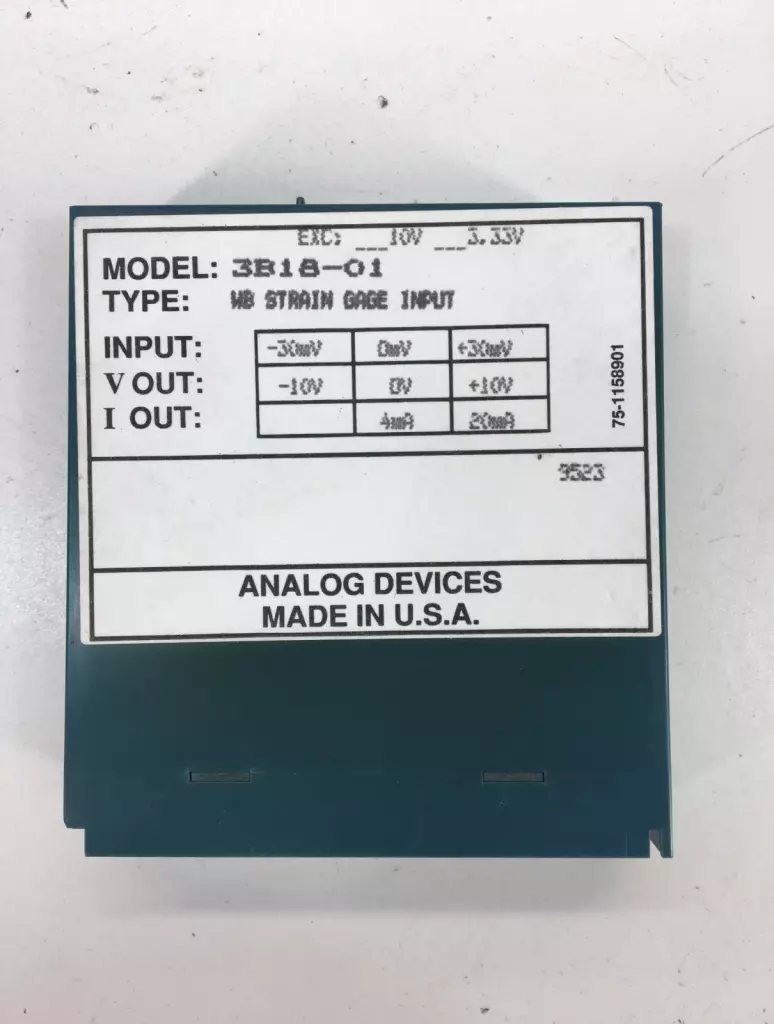 EXC: ___10V ___3.33V
MODEL: 3B18-01
TYPE: WB STRAIN GAGE INPUT
INPUT: -30mV 0mV +30mV
V OUT: -10V 0V +10V
I OUT: 4mA 20mA
75-1158901
9523
ANALOG DEVICES
MADE IN U.S.A.